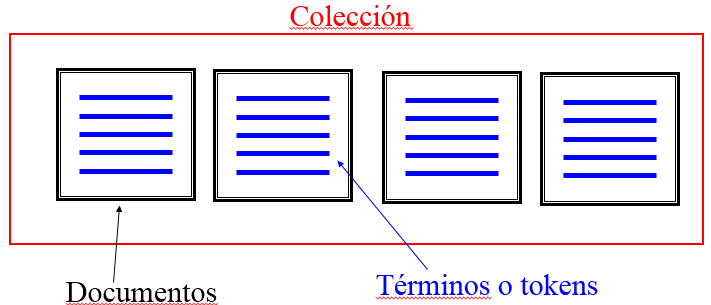 Colección
Documentos
Términos o tokens